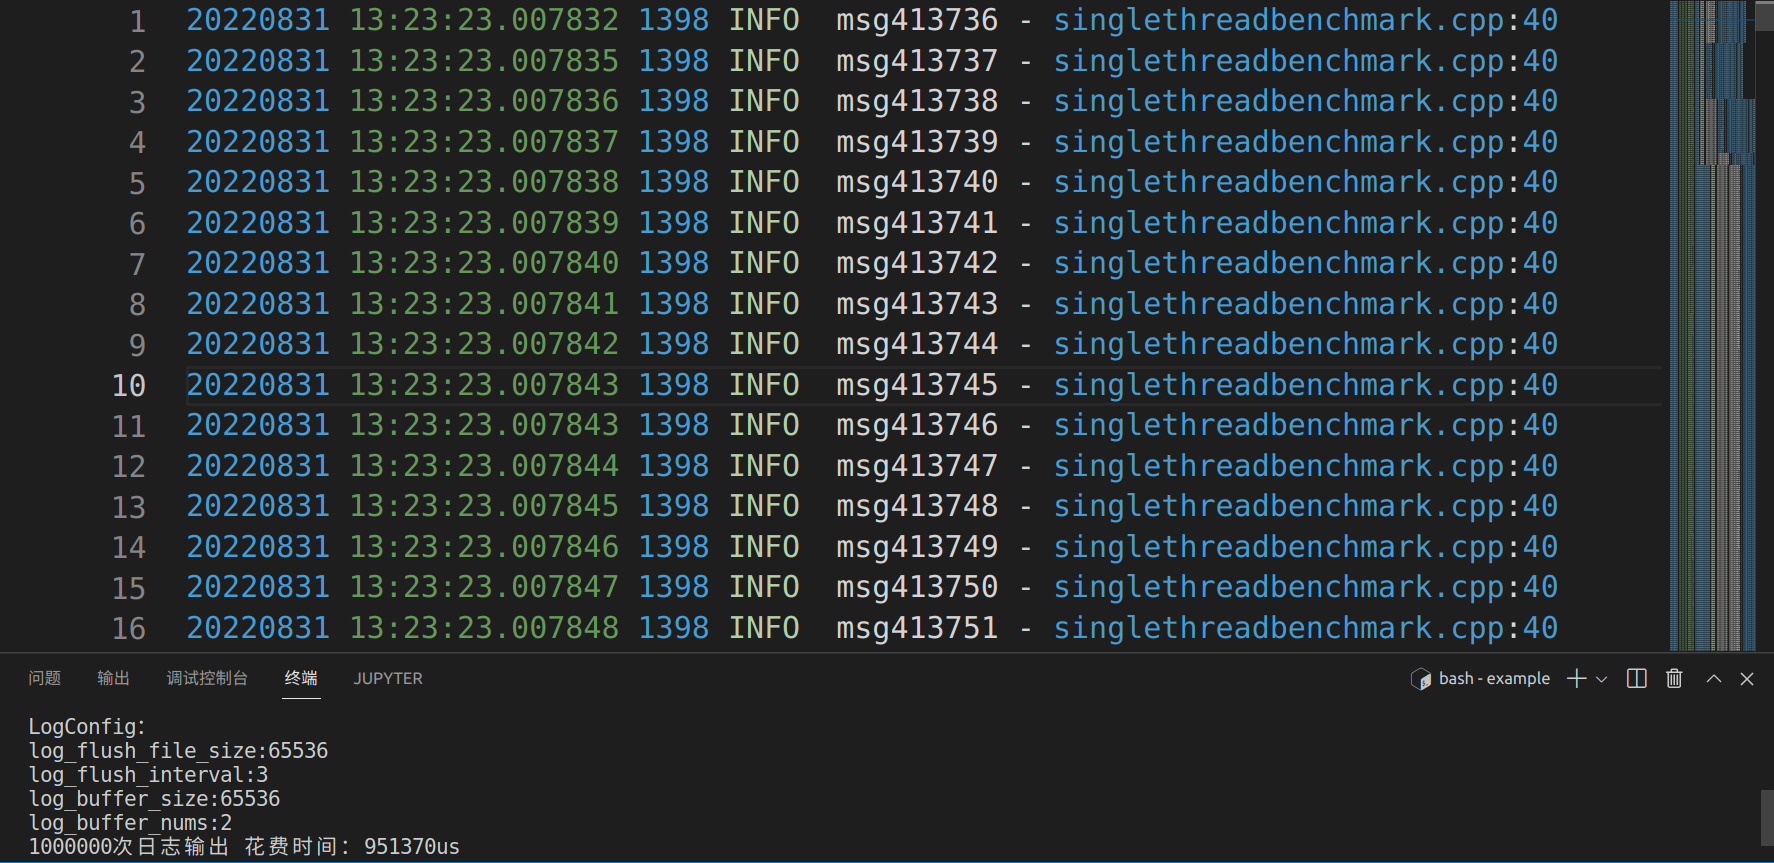 1 20220831 13:23:23.007832 1398 INFO  msg413736 - singlethreadbenchmark.cpp:40
2 20220831 13:23:23.007835 1398 INFO  msg413737 - singlethreadbenchmark.cpp:40
3 20220831 13:23:23.007836 1398 INFO  msg413738 - singlethreadbenchmark.cpp:40
4 20220831 13:23:23.007837 1398 INFO  msg413739 - singlethreadbenchmark.cpp:40
5 20220831 13:23:23.007838 1398 INFO  msg413740 - singlethreadbenchmark.cpp:40
6 20220831 13:23:23.007839 1398 INFO  msg413741 - singlethreadbenchmark.cpp:40
7 20220831 13:23:23.007840 1398 INFO  msg413742 - singlethreadbenchmark.cpp:40
8 20220831 13:23:23.007841 1398 INFO  msg413743 - singlethreadbenchmark.cpp:40
9 20220831 13:23:23.007842 1398 INFO  msg413744 - singlethreadbenchmark.cpp:40
10 20220831 13:23:23.007843 1398 INFO  msg413745 - singlethreadbenchmark.cpp:40
11 20220831 13:23:23.007843 1398 INFO  msg413746 - singlethreadbenchmark.cpp:40
12 20220831 13:23:23.007844 1398 INFO  msg413747 - singlethreadbenchmark.cpp:40
13 20220831 13:23:23.007845 1398 INFO  msg413748 - singlethreadbenchmark.cpp:40
14 20220831 13:23:23.007846 1398 INFO  msg413749 - singlethreadbenchmark.cpp:40
15 20220831 13:23:23.007847 1398 INFO  msg413750 - singlethreadbenchmark.cpp:40
16 20220831 13:23:23.007848 1398 INFO  msg413751 - singlethreadbenchmark.cpp:40
问题 输出 调试控制台 终端 JUPYTER bash - example
LogConfig:
log_flush_file_size:65536
log_flush_interval:3
log_buffer_size:65536
log_buffer_nums:2
1000000次日志输出 花费时间: 951370us